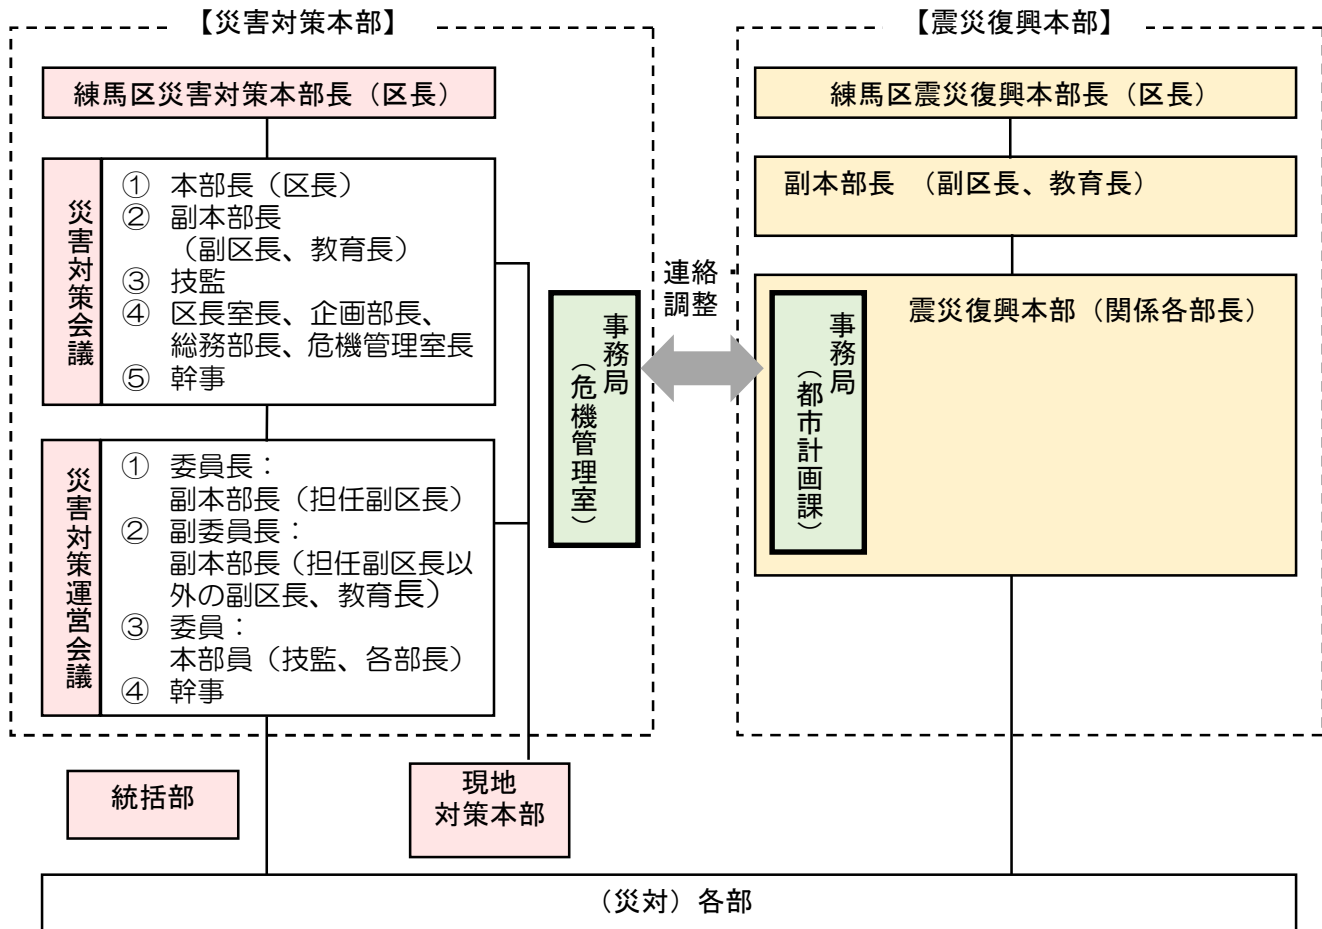 【災害対策本部】
練馬区災害対策本部長（区長）
災害対策会議
① 本部長（区長）
② 副本部長
（副区長、教育長）
③ 技監
④ 区長室長、企画部長、
総務部長、危機管理室長
⑤ 幹事
災害対策運営会議
① 委員長：
副本部長（担任副区長）
② 副委員長：
副本部長（担任副区長以
外の副区長、教育長）
③ 委員：
本部員（技監、各部長）
④ 幹事
事務局
（危機管理室）
連絡・
調整
【震災復興本部】
練馬区震災復興本部長（区長）
副本部長 （副区長、教育長）
震災復興本部（関係各部長）
事務局
（都市計画課）
統括部
現地
対策本部
（災対）各部